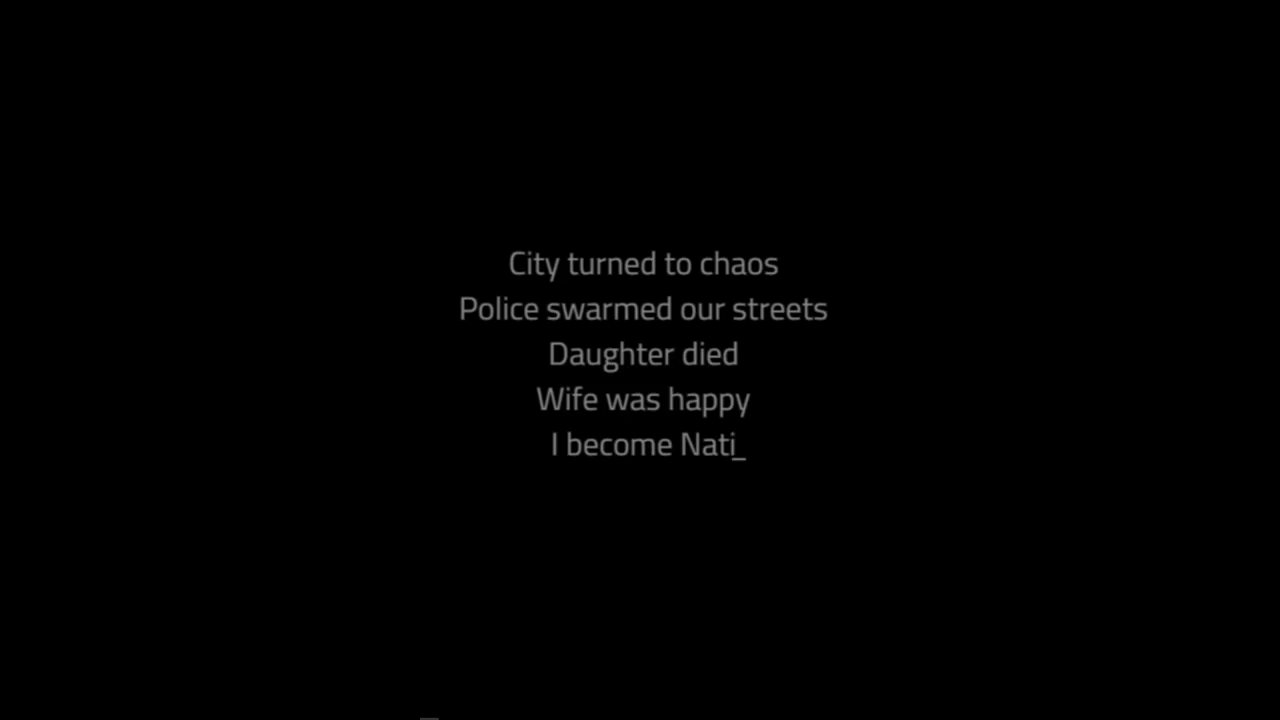 City turned to chaos
Police swarmed our streets
Daughter died
Wife was happy
I become Nati_